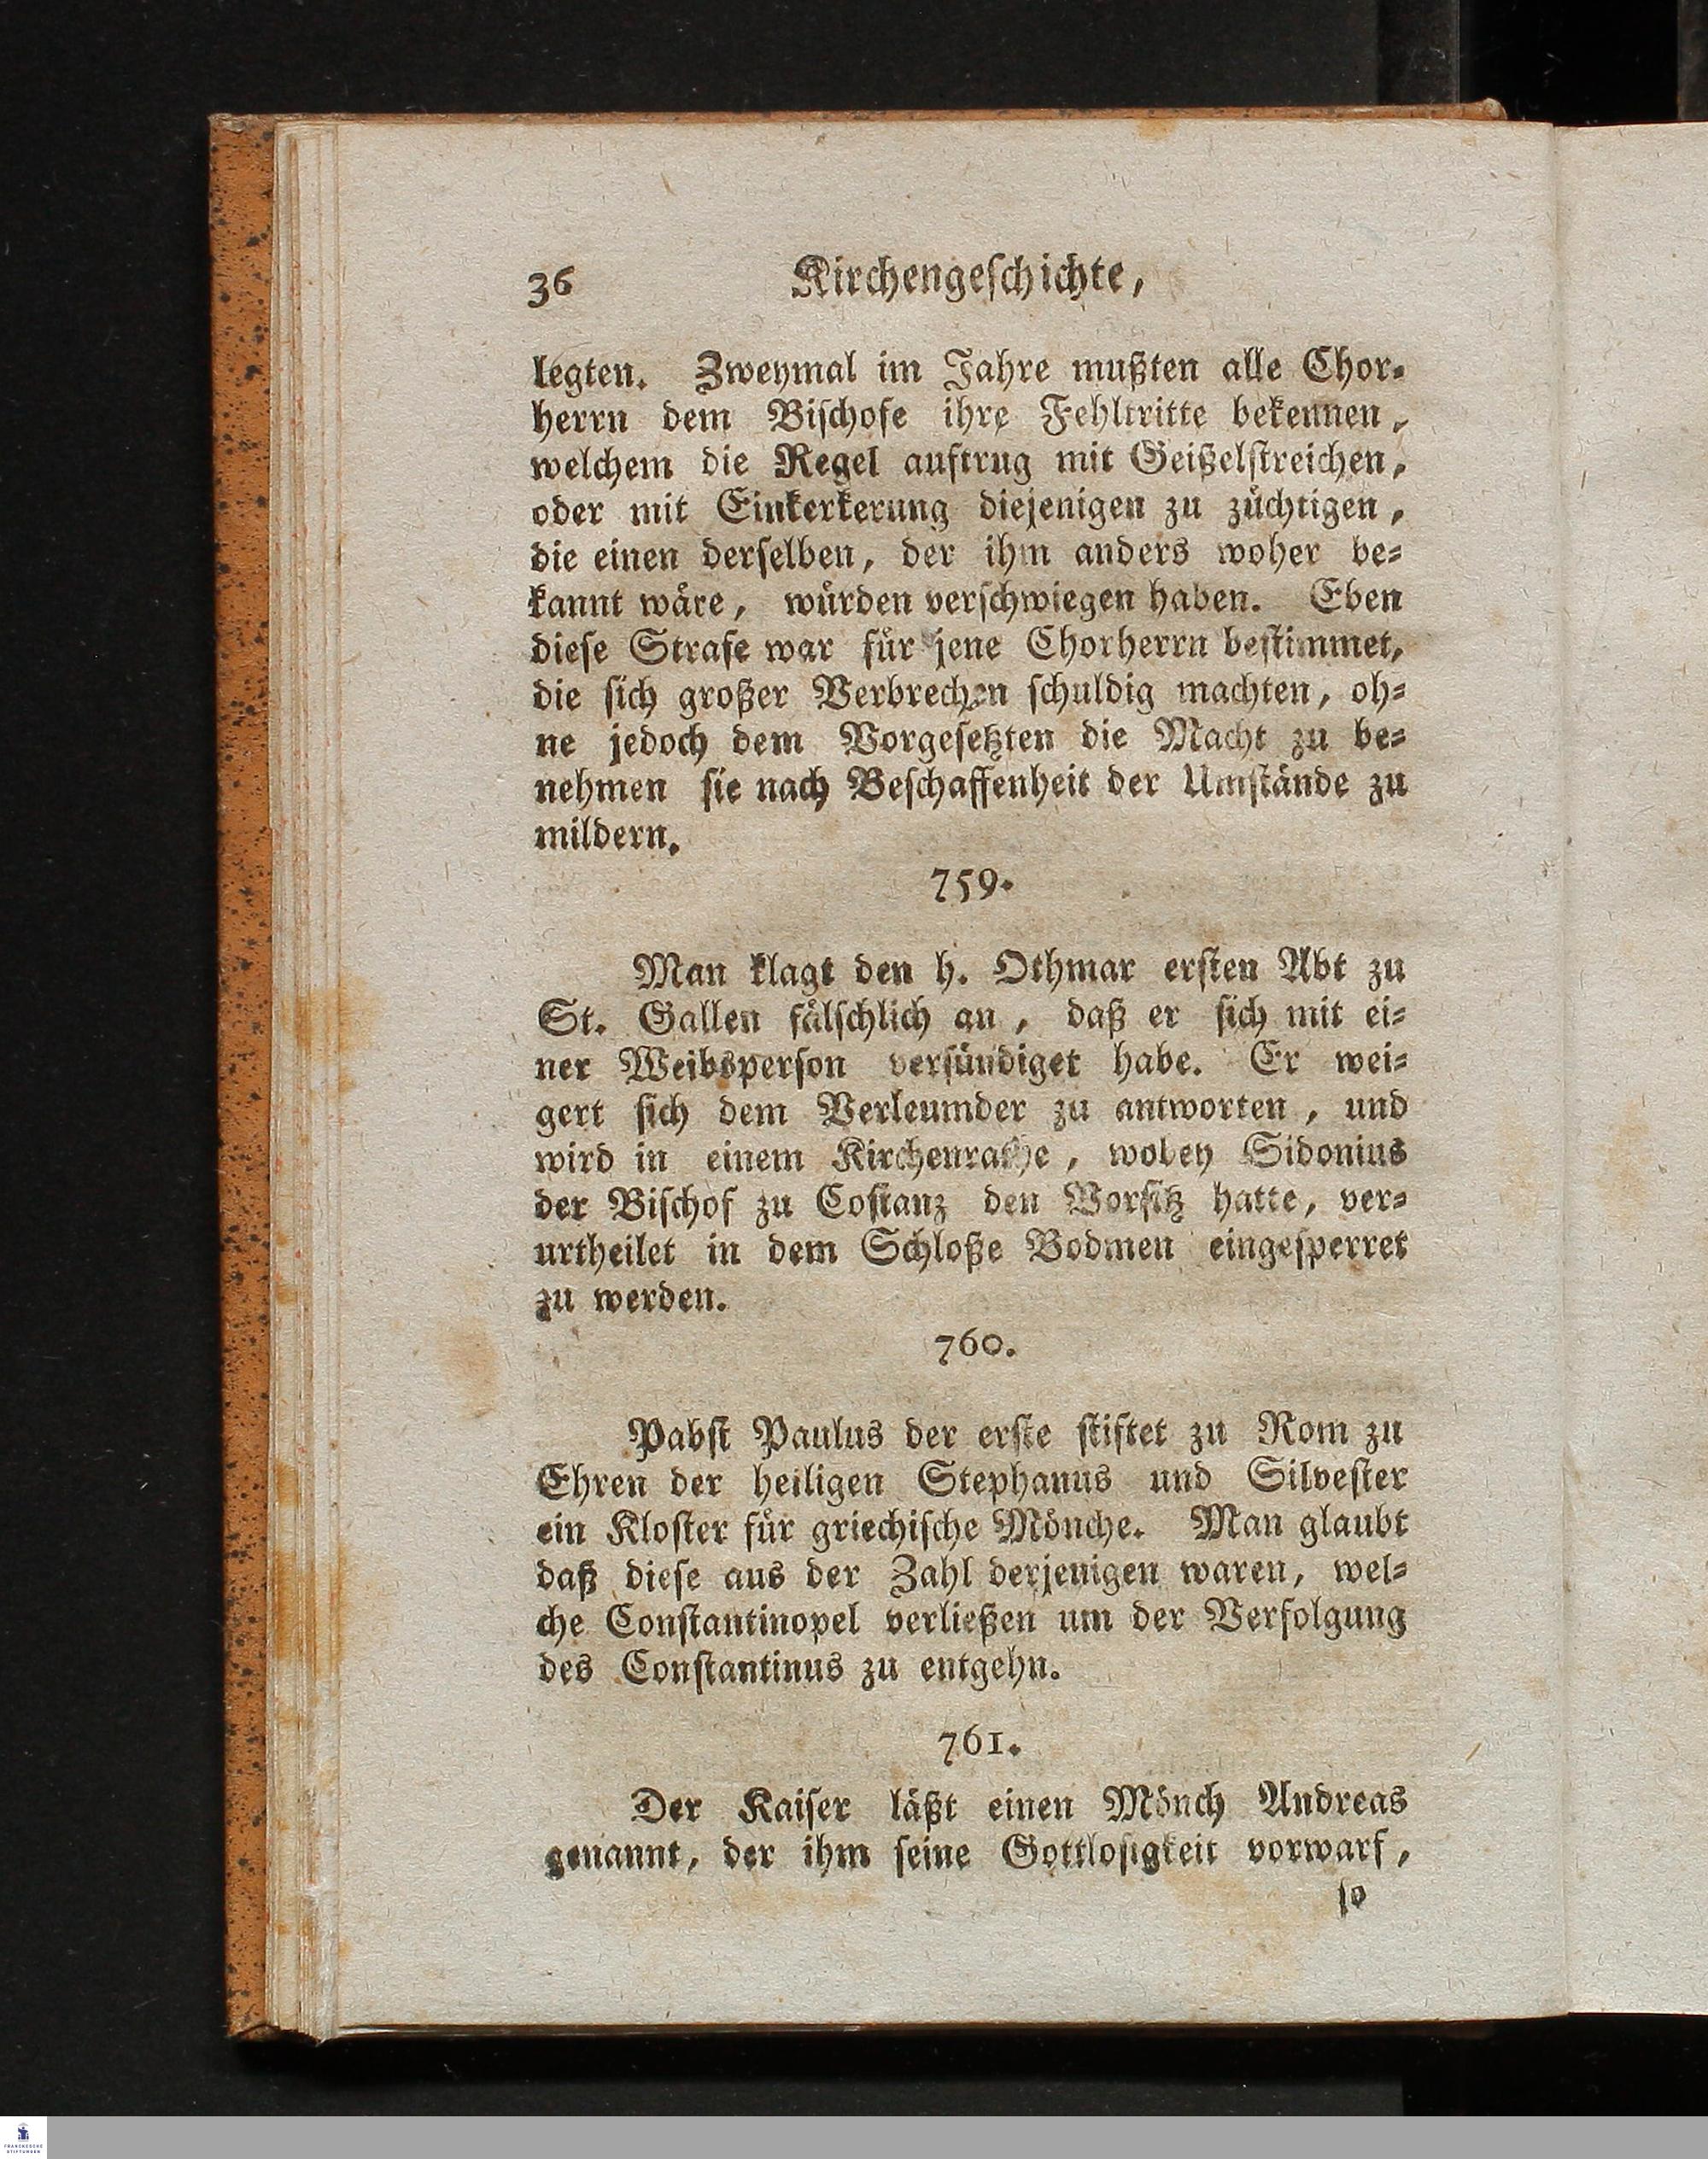 36 Kirchengeschichte,
legten. Zweymal im Jahre mußten alle Chor-
herrn dem Bischofe ihre Fehltritte bekennen,
welchem die Regel auftrug mit Geißelstreichen,
oder mit Einkerkerung diejenigen zu züchtigen,
die einen derselben, der ihm anders woher be-
kannt wäre, würden verschwiegen haben. Eben
diese Strafe war für jene Chorherrn bestimmet,
die sich großer Verbrechen schuldig machten, oh-
ne jedoch dem Vorgesetzten die Macht zu be-
nehmen sie nach Beschaffenheit der Umstände zu
mildern.
759.
Man klagt den h. Othmar ersten Abt zu
St. Gallen fälschlich an, daß er sich mit ei-
ner Weibsperson versündiget habe. Er wei-
gert sich dem Verleumder zu antworten, und
wird in einem Kirchenrathe, wobey Sidonius
der Bischof zu Costanz den Vorsitz hatte, ver-
urtheilet in dem Schloße Bodmen eingesperret
zu werden.
760.
Pabst Paulus der erste stiftet zu Rom zu
Ehren der heiligen Stephanus und Silvester
ein Kloster für griechische Mönche. Man glaubt
daß diese aus der Zahl derjenigen waren, wel-
che Constantinopel verließen um der Verfolgung
des Constantinus zu entgehn.
761.
Der Kaiser läßt einen Mönch Andreas
genannt, der ihm seine Gottlosigkeit vorwarf,
so
FRANCKESCHE
STIFTUNGEN